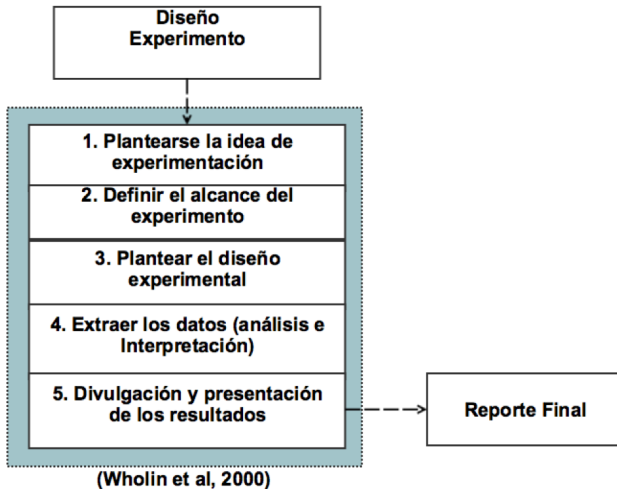 Diseño
Experimento
1. Plantearse la idea de
experimentación
2. Definir el alcance del
experimento
3. Plantear el diseño
experimental
4. Extraer los datos (análisis e
Interpretación)
5. Divulgación y presentación
de los resultados
Reporte Final
(Wholin et al, 2000)